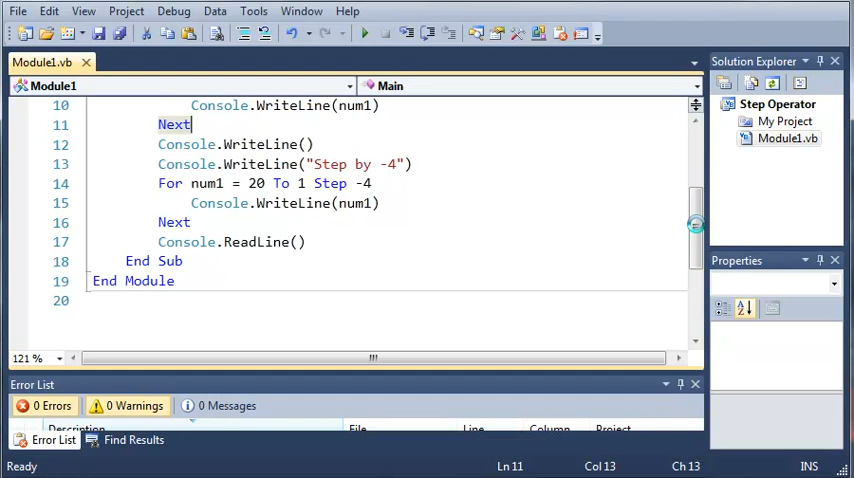 File Edit View Project Debug Data Tools Window Help
Module1.vb
Solution Explorer
Module1 Main
Step Operator
My Project
Module1.vb
10 Console.WriteLine(num1)
11 Next
12 Console.WriteLine()
13 Console.WriteLine("Step by -4")
14 For num1 = 20 To 1 Step -4
15 Console.WriteLine(num1)
16 Next
17 Console.ReadLine()
18 End Sub
19 End Module
20
Properties
121 %
Error List
0 Errors 0 Warnings 0 Messages
Description File Line Column Project
Error List Find Results
Ready Ln 11 Col 13 Ch 13 INS